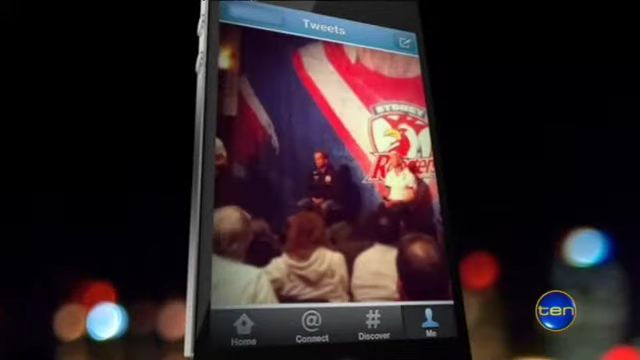 Tweets
SYDNEY
Roosters
@
#
Home
Connect
Discover
Me
ten